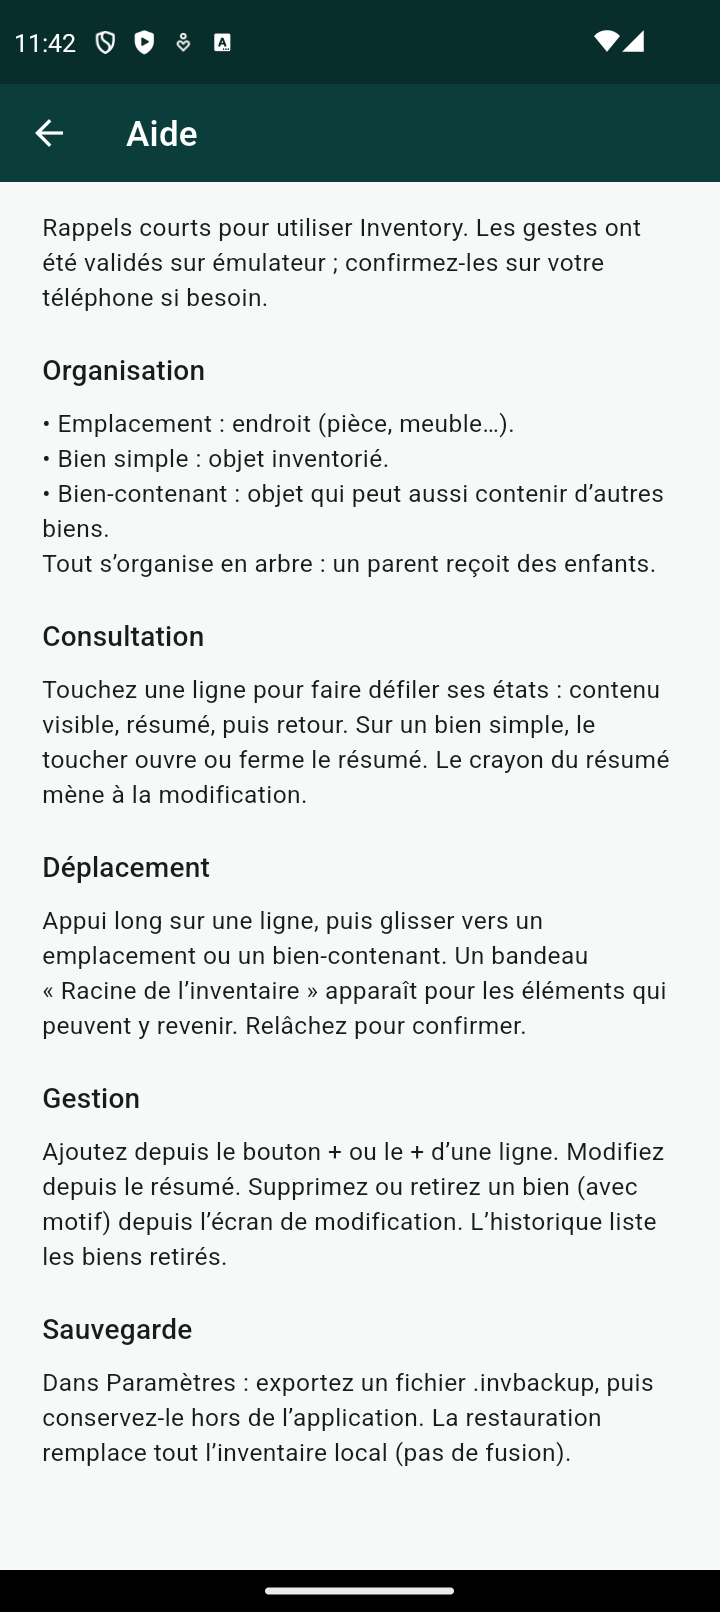 11:42
Aide
Rappels courts pour utiliser Inventory. Les gestes ont
été validés sur émulateur ; confirmez-les sur votre
téléphone si besoin.
Organisation
• Emplacement : endroit (pièce, meuble…).
• Bien simple : objet inventorié.
• Bien-contenant : objet qui peut aussi contenir d’autres
biens.
Tout s’organise en arbre : un parent reçoit des enfants.
Consultation
Touchez une ligne pour faire défiler ses états : contenu
visible, résumé, puis retour. Sur un bien simple, le
toucher ouvre ou ferme le résumé. Le crayon du résumé
mène à la modification.
Déplacement
Appui long sur une ligne, puis glisser vers un
emplacement ou un bien-contenant. Un bandeau
« Racine de l’inventaire » apparaît pour les éléments qui
peuvent y revenir. Relâchez pour confirmer.
Gestion
Ajoutez depuis le bouton + ou le + d’une ligne. Modifiez
depuis le résumé. Supprimez ou retirez un bien (avec
motif) depuis l’écran de modification. L’historique liste
les biens retirés.
Sauvegarde
Dans Paramètres : exportez un fichier .invbackup, puis
conservez-le hors de l’application. La restauration
remplace tout l’inventaire local (pas de fusion).